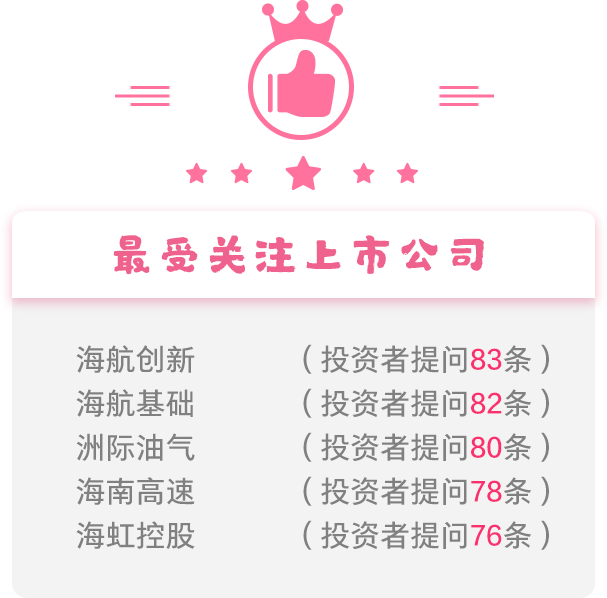 最受关注上市公司
海航创新 （投资者提问83条）
海航基础 （投资者提问82条）
洲际油气 （投资者提问80条）
海南高速 （投资者提问78条）
海虹控股 （投资者提问76条）